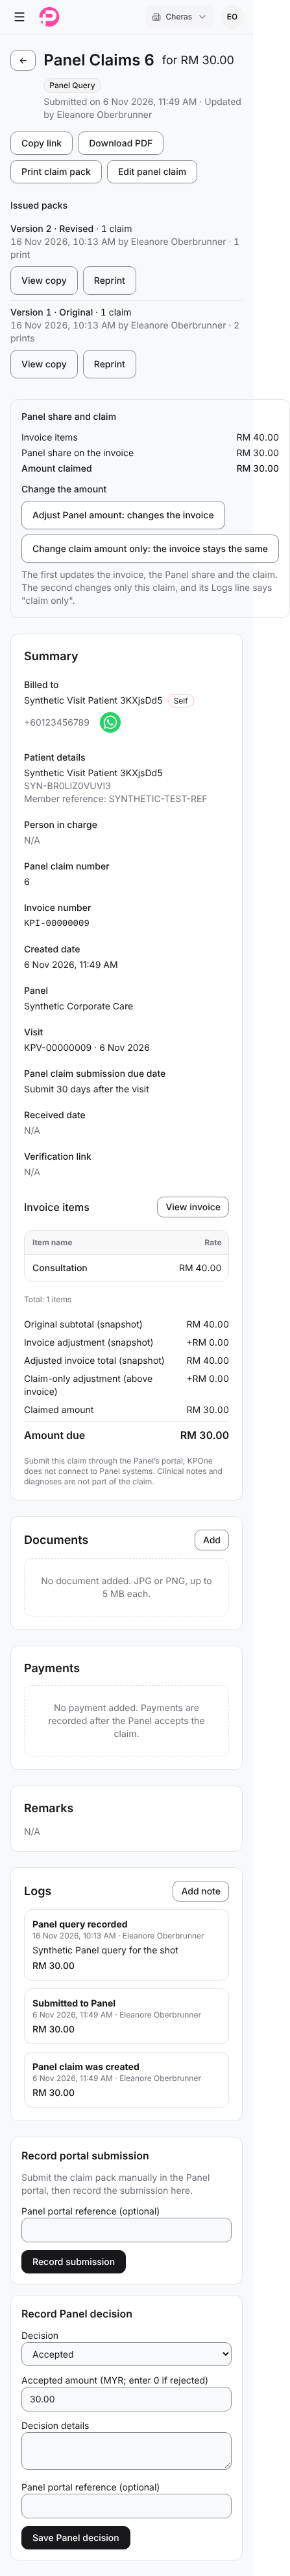 Cheras
EO
← Panel Claims 6 for RM 30.00
Panel Query
Submitted on 6 Nov 2026, 11:49 AM · Updated
by Eleanore Oberbrunner
Copy link Download PDF
Print claim pack Edit panel claim
Issued packs
Version 2 · Revised · 1 claim
16 Nov 2026, 10:13 AM by Eleanore Oberbrunner · 1
print
View copy Reprint
Version 1 · Original · 1 claim
16 Nov 2026, 10:13 AM by Eleanore Oberbrunner · 2
prints
View copy Reprint
Panel share and claim
Invoice items RM 40.00
Panel share on the invoice RM 30.00
Amount claimed RM 30.00
Change the amount
Adjust Panel amount: changes the invoice
Change claim amount only: the invoice stays the same
The first updates the invoice, the Panel share and the claim.
The second changes only this claim, and its Logs line says
"claim only".
Summary
Billed to
Synthetic Visit Patient 3KXjsDd5 Self
+60123456789
Patient details
Synthetic Visit Patient 3KXjsDd5
SYN-BR0LIZ0VUVI3
Member reference: SYNTHETIC-TEST-REF
Person in charge
N/A
Panel claim number
6
Invoice number
KPI-00000009
Created date
6 Nov 2026, 11:49 AM
Panel
Synthetic Corporate Care
Visit
KPV-00000009 · 6 Nov 2026
Panel claim submission due date
Submit 30 days after the visit
Received date
N/A
Verification link
N/A
Invoice items View invoice
Item name Rate
Consultation RM 40.00
Total: 1 items
Original subtotal (snapshot) RM 40.00
Invoice adjustment (snapshot) +RM 0.00
Adjusted invoice total (snapshot) RM 40.00
Claim-only adjustment (above +RM 0.00
invoice)
Claimed amount RM 30.00
Amount due RM 30.00
Submit this claim through the Panel's portal; KPOne
does not connect to Panel systems. Clinical notes and
diagnoses are not part of the claim.
Documents Add
No document added. JPG or PNG, up to
5 MB each.
Payments
No payment added. Payments are
recorded after the Panel accepts the
claim.
Remarks
N/A
Logs Add note
Panel query recorded
16 Nov 2026, 10:13 AM · Eleanore Oberbrunner
Synthetic Panel query for the shot
RM 30.00
Submitted to Panel
6 Nov 2026, 11:49 AM · Eleanore Oberbrunner
RM 30.00
Panel claim was created
6 Nov 2026, 11:49 AM · Eleanore Oberbrunner
RM 30.00
Record portal submission
Submit the claim pack manually in the Panel
portal, then record the submission here.
Panel portal reference (optional)
Record submission
Record Panel decision
Decision
Accepted
Accepted amount (MYR; enter 0 if rejected)
30.00
Decision details
Panel portal reference (optional)
Save Panel decision